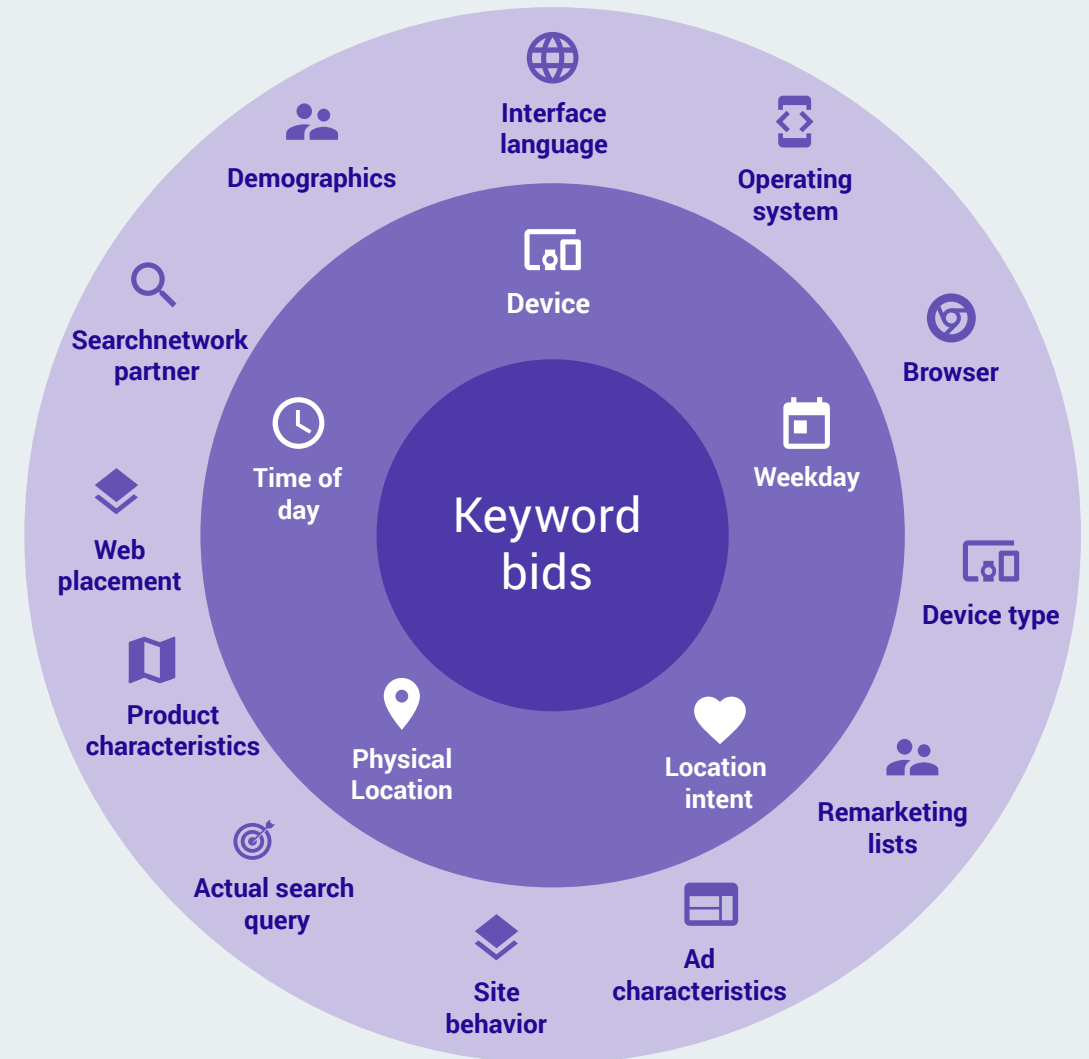 Interface
language
Demographics
Operating
system
Searchnetwork
partner
Device
Browser
Time of
day
Weekday
Keyword
bids
Web
placement
Device type
Product
characteristics
Physical
Location
Location
intent
Remarketing
lists
Actual search
query
Ad
characteristics
Site
behavior